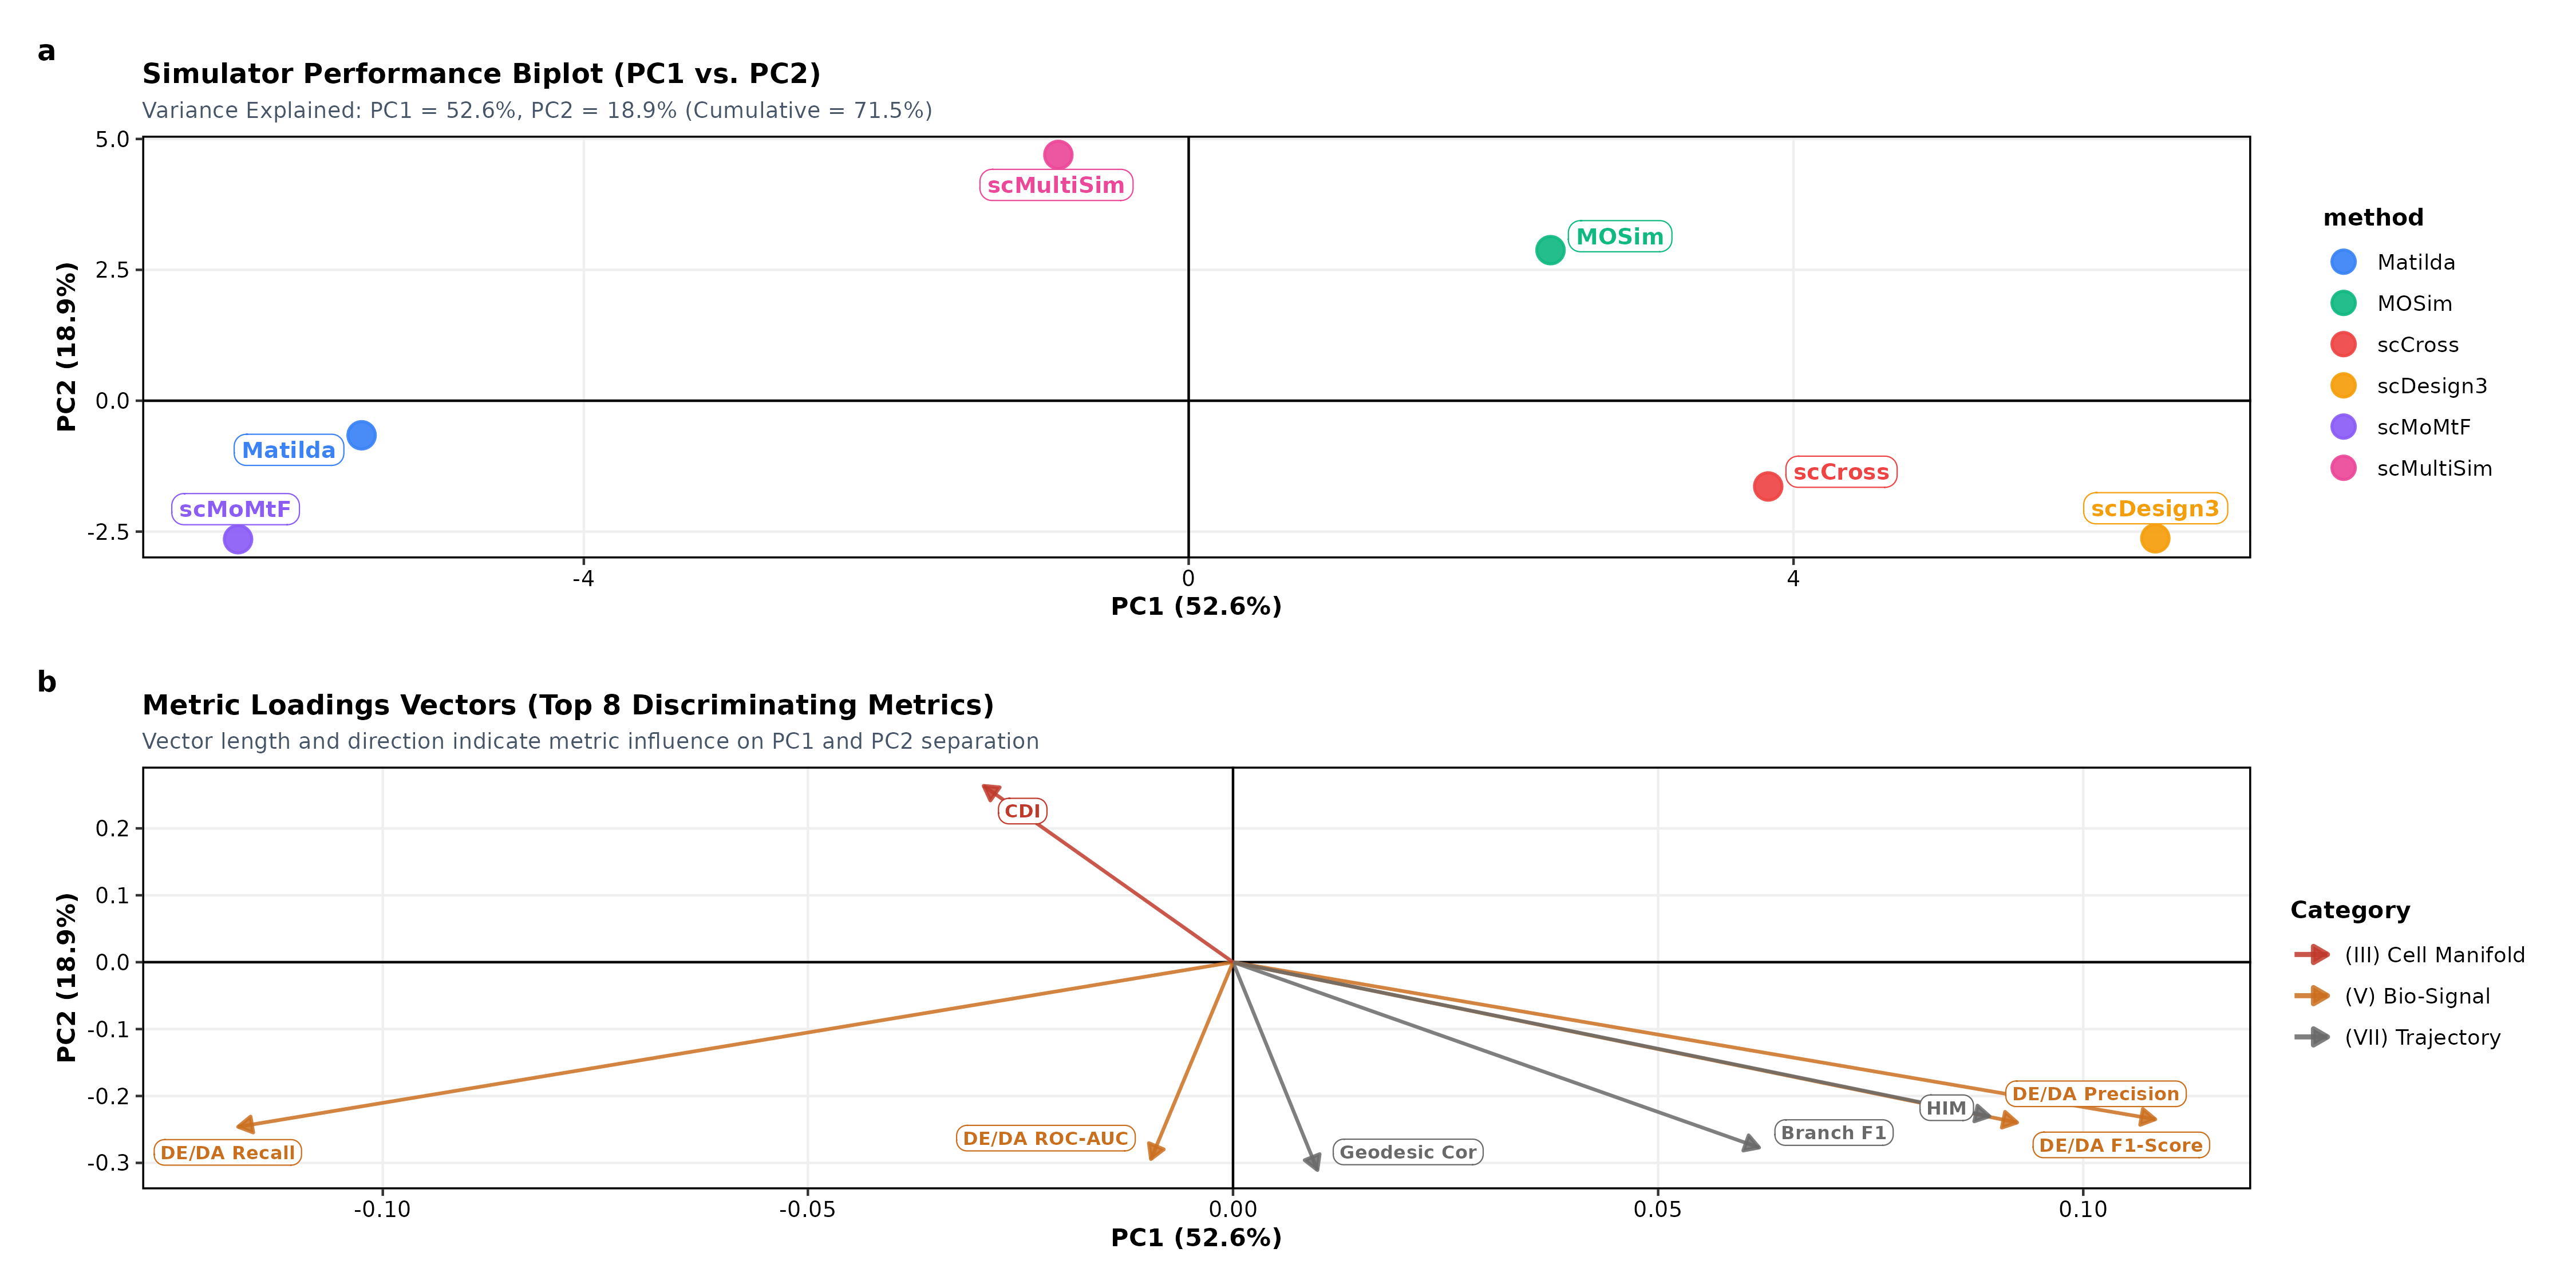 a
Simulator Performance Biplot (PC1 vs. PC2)
Variance Explained: PC1 = 52.6%, PC2 = 18.9% (Cumulative = 71.5%)
PC2 (18.9%)
5.0
2.5
0.0
-2.5
scMultiSim
MOSim
Matilda
scMoMtF
scCross
scDesign3
-4
0
4
PC1 (52.6%)
method
Matilda
MOSim
scCross
scDesign3
scMoMtF
scMultiSim
b
Metric Loadings Vectors (Top 8 Discriminating Metrics)
Vector length and direction indicate metric influence on PC1 and PC2 separation
PC2 (18.9%)
0.2
0.1
0.0
-0.1
-0.2
-0.3
CDI
DE/DA Precision
HIM
Branch F1
DE/DA ROC-AUC
DE/DA F1-Score
DE/DA Recall
Geodesic Cor
-0.10
-0.05
0.00
0.05
0.10
PC1 (52.6%)
Category
(III) Cell Manifold
(V) Bio-Signal
(VII) Trajectory